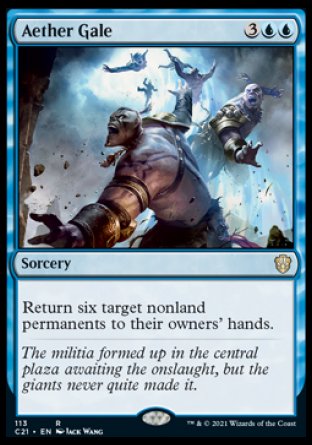 Aether Gale 3
Sorcery
Return six target nonland
permanents to their owners' hands.
The militia formed up in the central
plaza awaiting the onslaught, but the
giants never quite made it.
113 R
C21 • EN Jack Wang
™ & © 2021 Wizards of the Coast